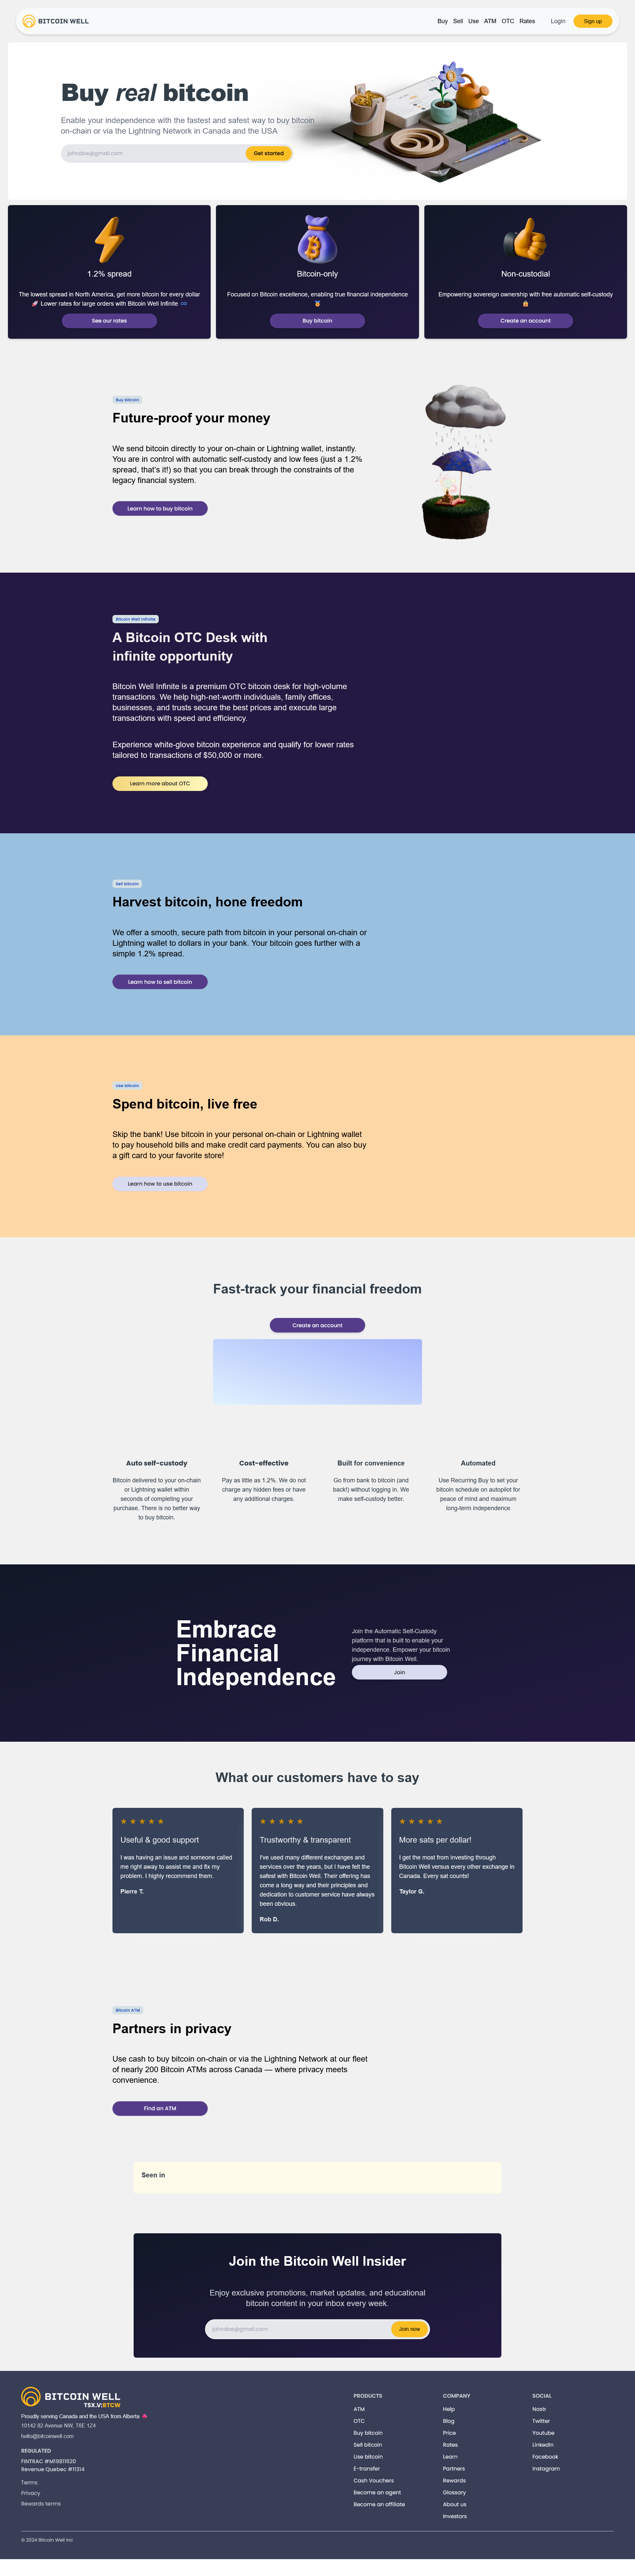 BITCOIN WELL
Buy Sell Use ATM OTC Rates Login Sign up
Buy real bitcoin
Enable your independence with the fastest and safest way to buy bitcoin
on-chain or via the Lightning Network in Canada and the USA
johndoe@gmail.com Get started
1.2% spread
The lowest spread in North America, get more bitcoin for every dollar
🚀 Lower rates for large orders with Bitcoin Well Infinite ♾️
See our rates
Bitcoin-only
Focused on Bitcoin excellence, enabling true financial independence
🏅
Buy bitcoin
Non-custodial
Empowering sovereign ownership with free automatic self-custody
🔒
Create an account
Buy bitcoin
Future-proof your money
We send bitcoin directly to your on-chain or Lightning wallet, instantly.
You are in control with automatic self-custody and low fees (just a 1.2%
spread, that's it!) so that you can break through the constraints of the
legacy financial system.
Learn how to buy bitcoin
Bitcoin Well Infinite
A Bitcoin OTC Desk with
infinite opportunity
Bitcoin Well Infinite is a premium OTC bitcoin desk for high-volume
transactions. We help high-net-worth individuals, family offices,
businesses, and trusts secure the best prices and execute large
transactions with speed and efficiency.
Experience white-glove bitcoin experience and qualify for lower rates
tailored to transactions of $50,000 or more.
Learn more about OTC
Sell bitcoin
Harvest bitcoin, hone freedom
We offer a smooth, secure path from bitcoin in your personal on-chain or
Lightning wallet to dollars in your bank. Your bitcoin goes further with a
simple 1.2% spread.
Learn how to sell bitcoin
Use bitcoin
Spend bitcoin, live free
Skip the bank! Use bitcoin in your personal on-chain or Lightning wallet
to pay household bills and make credit card payments. You can also buy
a gift card to your favorite store!
Learn how to use bitcoin
Fast-track your financial freedom
Create an account
Auto self-custody
Bitcoin delivered to your on-chain
or Lightning wallet within
seconds of completing your
purchase. There is no better way
to buy bitcoin.
Cost-effective
Pay as little as 1.2%. We do not
charge any hidden fees or have
any additional charges.
Built for convenience
Go from bank to bitcoin (and
back!) without logging in. We
make self-custody better.
Automated
Use Recurring Buy to set your
bitcoin schedule on autopilot for
peace of mind and maximum
long-term independence
Embrace
Financial
Independence
Join the Automatic Self-Custody
platform that is built to enable your
independence. Empower your bitcoin
journey with Bitcoin Well.
Join
What our customers have to say
★ ★ ★ ★ ★
Useful & good support
I was having an issue and someone called
me right away to assist me and fix my
problem. I highly recommend them.
Pierre T.
★ ★ ★ ★ ★
Trustworthy & transparent
I've used many different exchanges and
services over the years, but I have felt the
safest with Bitcoin Well. Their offering has
come a long way and their principles and
dedication to customer service have always
been obvious.
Rob D.
★ ★ ★ ★ ★
More sats per dollar!
I get the most from investing through
Bitcoin Well versus every other exchange in
Canada. Every sat counts!
Taylor G.
Bitcoin ATM
Partners in privacy
Use cash to buy bitcoin on-chain or via the Lightning Network at our fleet
of nearly 200 Bitcoin ATMs across Canada — where privacy meets
convenience.
Find an ATM
Seen in
Join the Bitcoin Well Insider
Enjoy exclusive promotions, market updates, and educational
bitcoin content in your inbox every week.
johndoe@gmail.com Join now
BITCOIN WELL
TSX.V:BTCW
Proudly serving Canada and the USA from Alberta 🍁
10142 82 Avenue NW, T6E 1Z4
hello@bitcoinwell.com
REGULATED
FINTRAC #M19811620
Revenue Quebec #11314
Terms
Privacy
Rewards terms
PRODUCTS
ATM
OTC
Buy bitcoin
Sell bitcoin
Use bitcoin
E-transfer
Cash Vouchers
Become an agent
Become an affiliate
COMPANY
Help
Blog
Price
Rates
Learn
Partners
Rewards
Glossary
About us
Investors
SOCIAL
Nostr
Twitter
Youtube
LinkedIn
Facebook
Instagram
© 2024 Bitcoin Well Inc